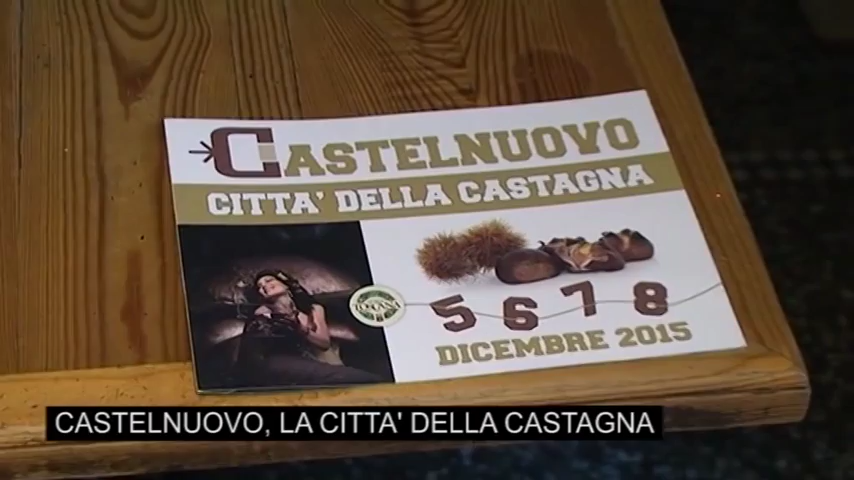 CASTELNUOVO
CITTA' DELLA CASTAGNA
5 6 7 8
DICEMBRE 2015
CASTELNUOVO, LA CITTA' DELLA CASTAGNA